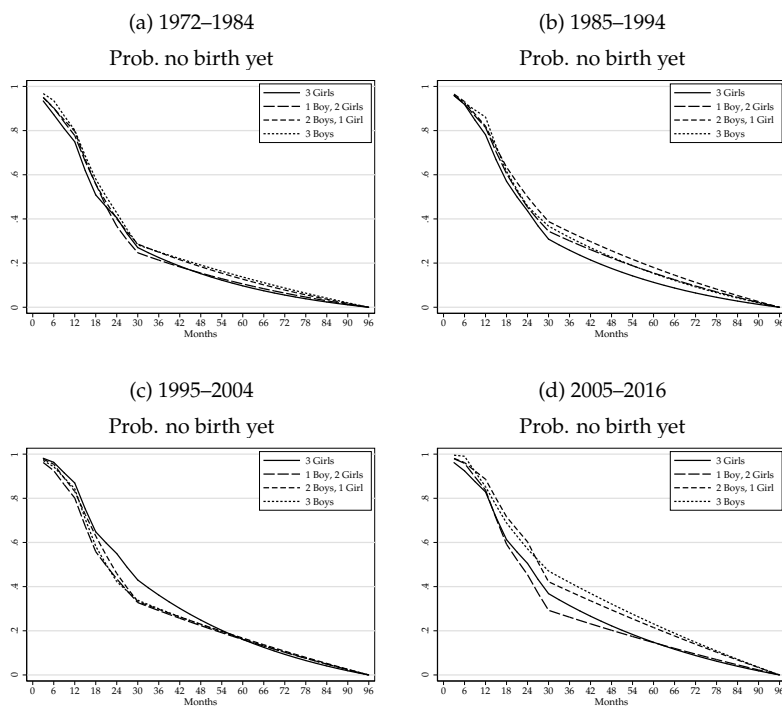 (a) 1972–1984
Prob. no birth yet
1
.8
.6
.4
.2
0
3 Girls
1 Boy, 2 Girls
2 Boys, 1 Girl
3 Boys
0 6 12 18 24 30 36 42 48 54 60 66 72 78 84 90 96
Months
(b) 1985–1994
Prob. no birth yet
1
.8
.6
.4
.2
0
3 Girls
1 Boy, 2 Girls
2 Boys, 1 Girl
3 Boys
0 6 12 18 24 30 36 42 48 54 60 66 72 78 84 90 96
Months
(c) 1995–2004
Prob. no birth yet
1
.8
.6
.4
.2
0
3 Girls
1 Boy, 2 Girls
2 Boys, 1 Girl
3 Boys
0 6 12 18 24 30 36 42 48 54 60 66 72 78 84 90 96
Months
(d) 2005–2016
Prob. no birth yet
1
.8
.6
.4
.2
0
3 Girls
1 Boy, 2 Girls
2 Boys, 1 Girl
3 Boys
0 6 12 18 24 30 36 42 48 54 60 66 72 78 84 90 96
Months